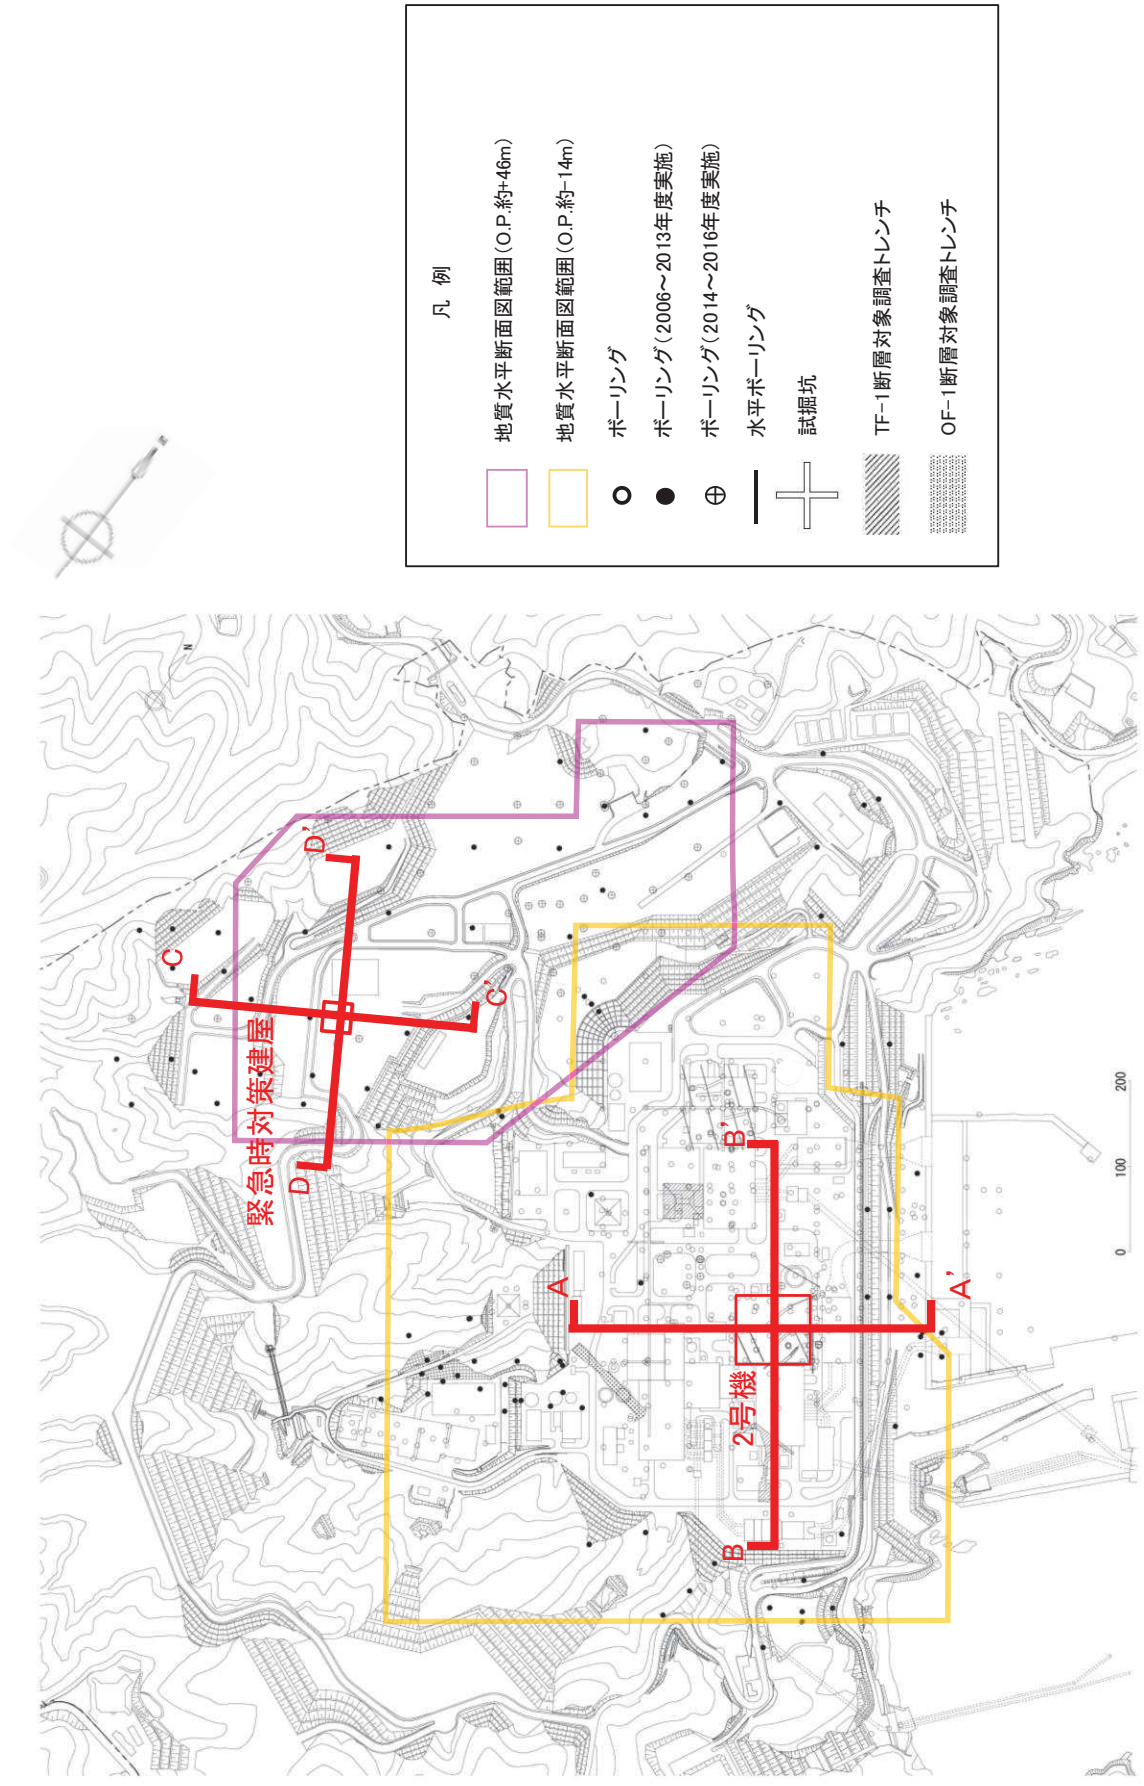 凡 例
地質水平断面図範囲(O.P.約+46m)
地質水平断面図範囲(O.P.約-14m)
ボーリング
ボーリング(2006～2013年度実施)
ボーリング(2014～2016年度実施)
水平ボーリング
試掘坑
TF-1断層対象調査トレンチ
OF-1断層対象調査トレンチ
N
N
D'
C
C'
緊急時対策建屋
D
B'
A
A'
2号機
B
0 100 200